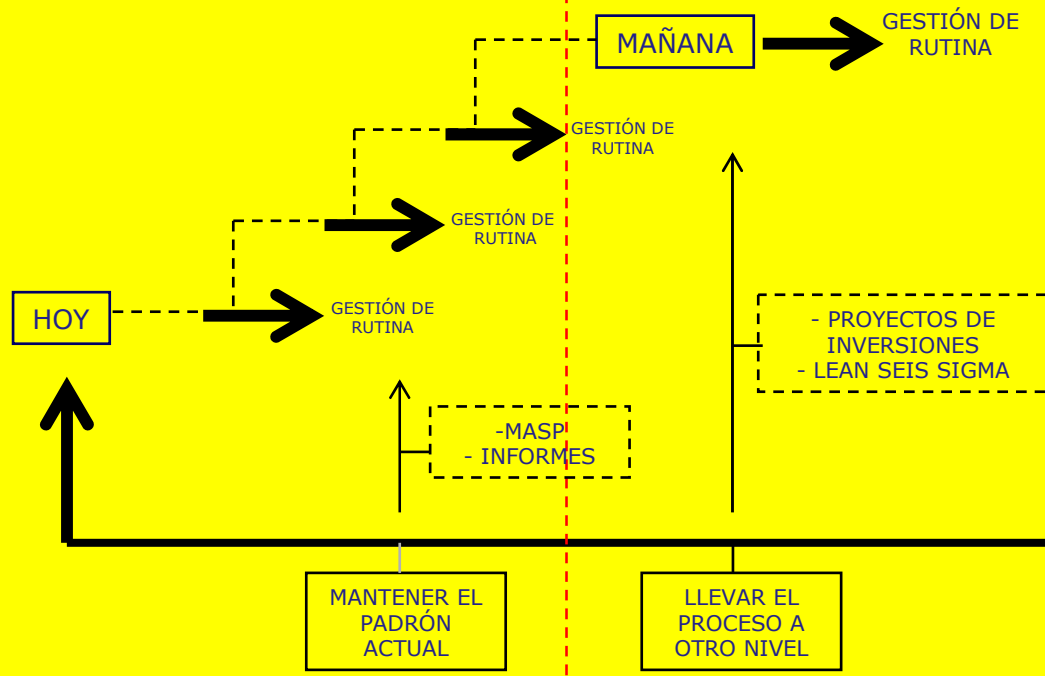 GESTIÓN DE
RUTINA
MAÑANA
GESTIÓN DE
RUTINA
GESTIÓN DE
RUTINA
HOY
GESTIÓN DE
RUTINA
- PROYECTOS DE
INVERSIONES
- LEAN SEIS SIGMA
-MASP
- INFORMES
MANTENER EL
PADRÓN
ACTUAL
LLEVAR EL
PROCESO A
OTRO NIVEL